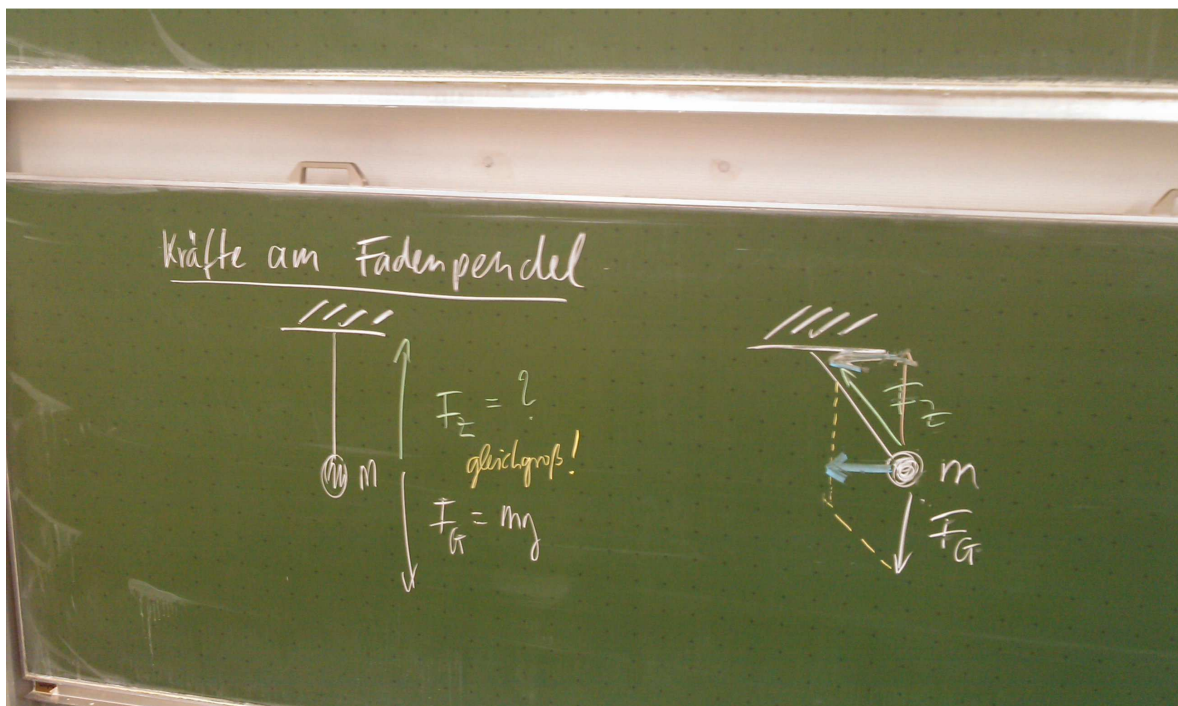 Kräfte am Fadenpendel
F_Z = ?
gleichgroß!
m
F_G = mg
F_Z
m
F_G